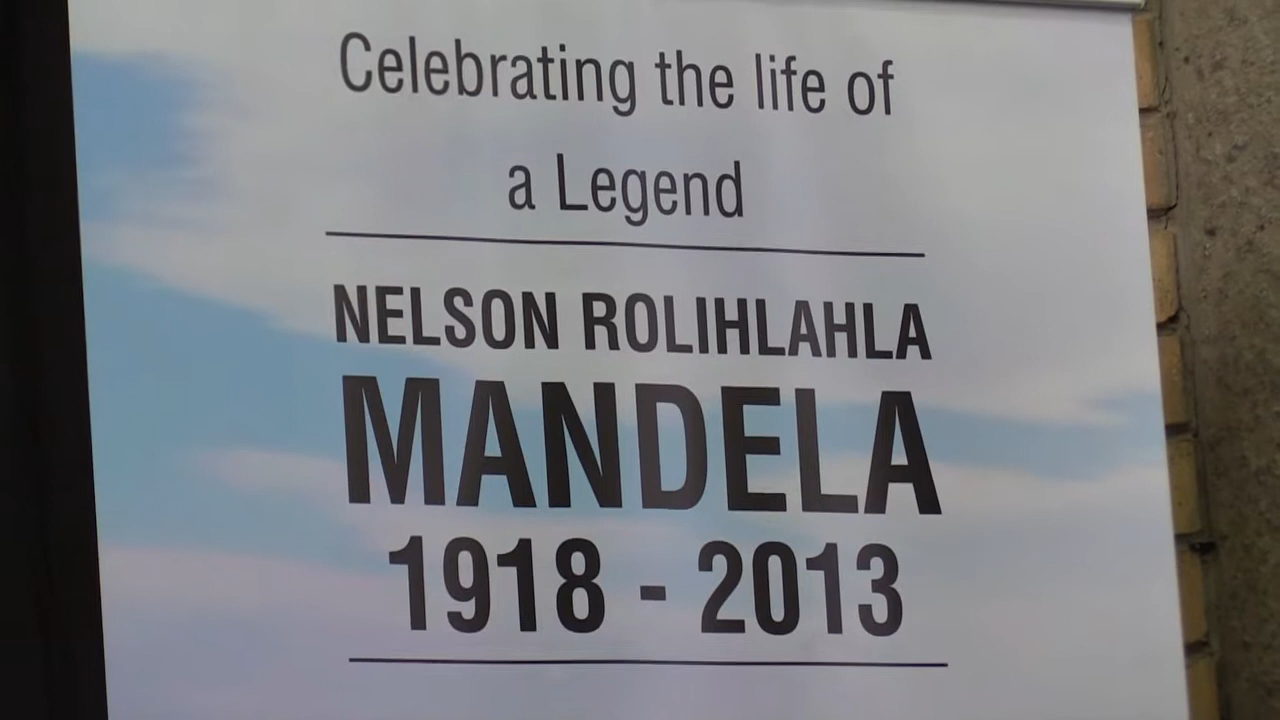 Celebrating the life of
a Legend
NELSON ROLIHLAHLA
MANDELA
1918 - 2013